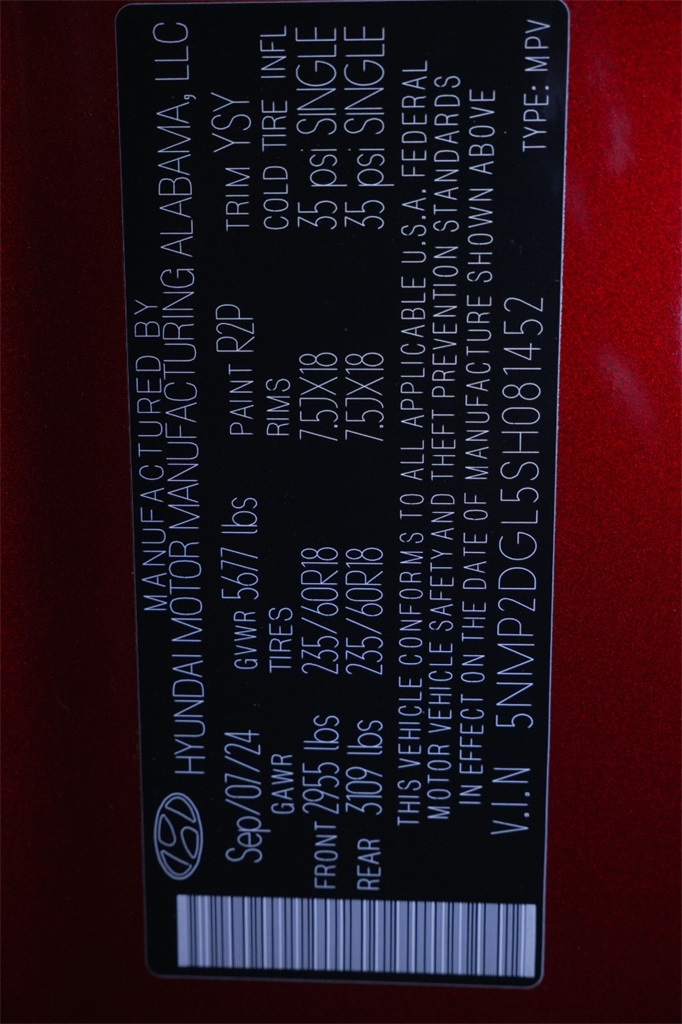 MANUFACTURED BY
HYUNDAI MOTOR MANUFACTURING ALABAMA, LLC
Sep/07/24 GVWR 5677 lbs PAINT R2P TRIM YSY
GAWR TIRES RIMS COLD TIRE INFL
FRONT 2955 lbs 235/60R18 7.5JX18 35 psi SINGLE
REAR 3109 lbs 235/60R18 7.5JX18 35 psi SINGLE
THIS VEHICLE CONFORMS TO ALL APPLICABLE U.S.A. FEDERAL
MOTOR VEHICLE SAFETY AND THEFT PREVENTION STANDARDS
IN EFFECT ON THE DATE OF MANUFACTURE SHOWN ABOVE
V.I.N 5NMP2DGL5SH081452 TYPE: MPV